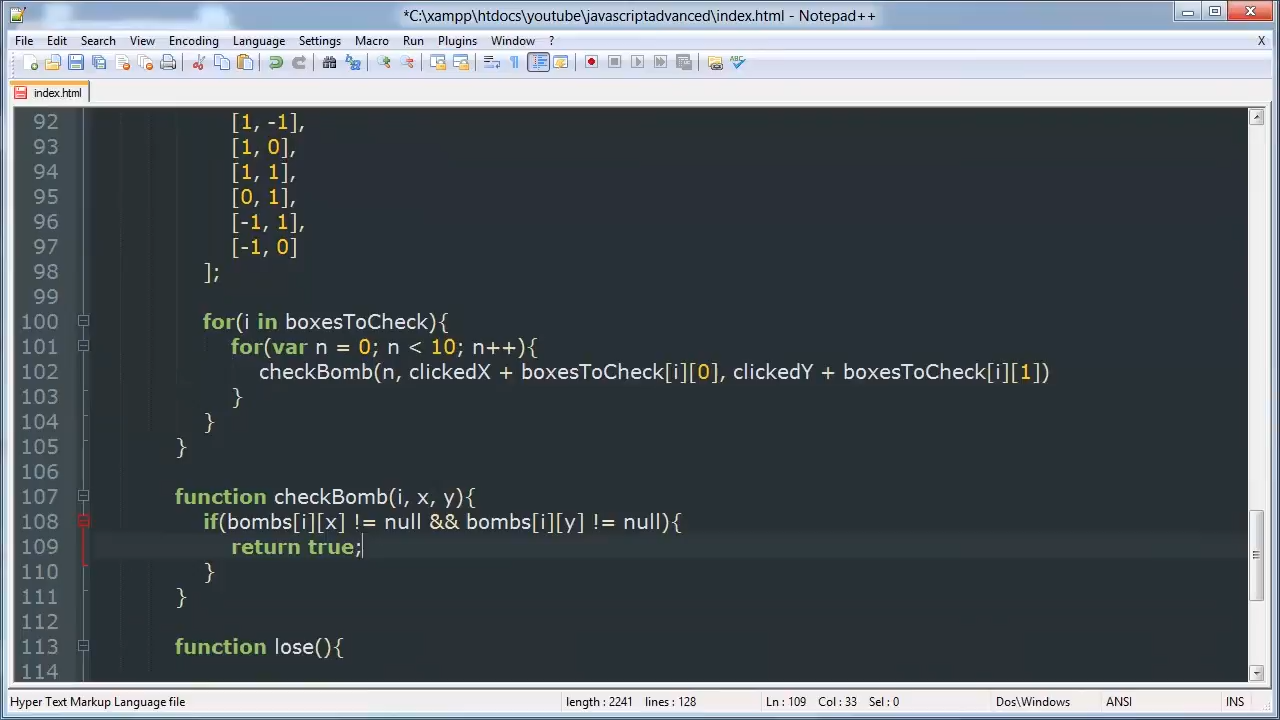 *C:\xampp\htdocs\youtube\javascriptadvanced\index.html - Notepad++
File Edit Search View Encoding Language Settings Macro Run Plugins Window ? X
index.html
92 [1, -1],
93 [1, 0],
94 [1, 1],
95 [0, 1],
96 [-1, 1],
97 [-1, 0]
98 ];
99
100 for(i in boxesToCheck){
101 for(var n = 0; n < 10; n++){
102 checkBomb(n, clickedX + boxesToCheck[i][0], clickedY + boxesToCheck[i][1])
103 }
104 }
105 }
106
107 function checkBomb(i, x, y){
108 if(bombs[i][x] != null && bombs[i][y] != null){
109 return true;
110 }
111 }
112
113 function lose(){
114
Hyper Text Markup Language file length : 2241 lines : 128 Ln : 109 Col : 33 Sel : 0 Dos\Windows ANSI INS